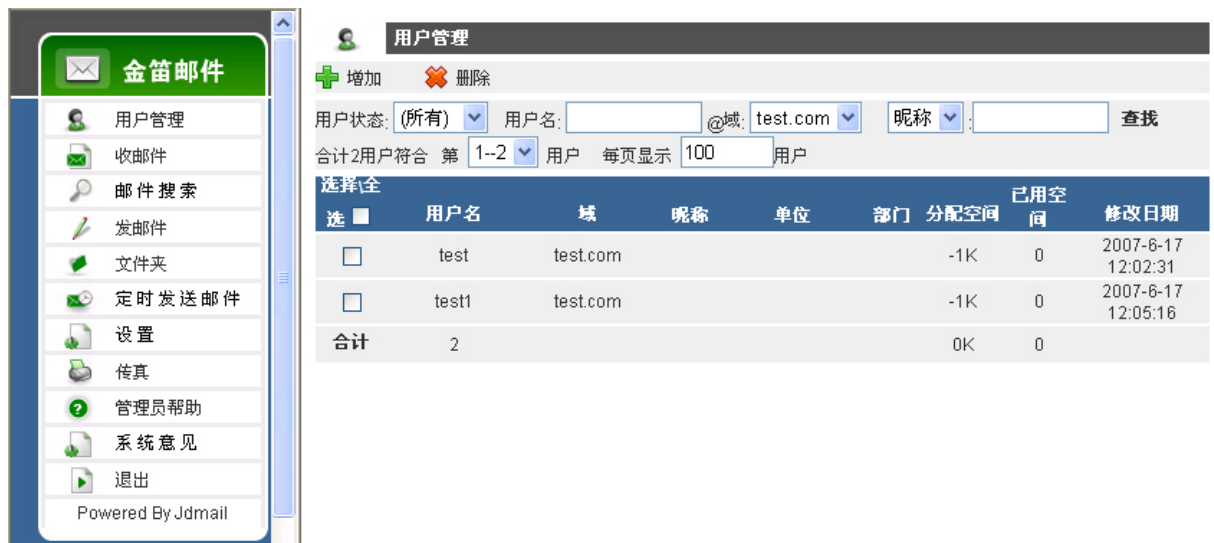 金笛邮件
用户管理
收邮件
邮件搜索
发邮件
文件夹
定时发送邮件
设置
传真
管理员帮助
系统意见
退出
Powered By Jdmail
用户管理
增加 删除
用户状态: (所有) 用户名: @域: test.com 昵称 : 查找
合计2用户符合 第 1--2 用户 每页显示 100 用户
选择\全选 用户名 域 昵称 单位 部门 分配空间 已用空间 修改日期
test test.com -1K 0 2007-6-17 12:02:31
test1 test.com -1K 0 2007-6-17 12:05:16
合计 2 0K 0